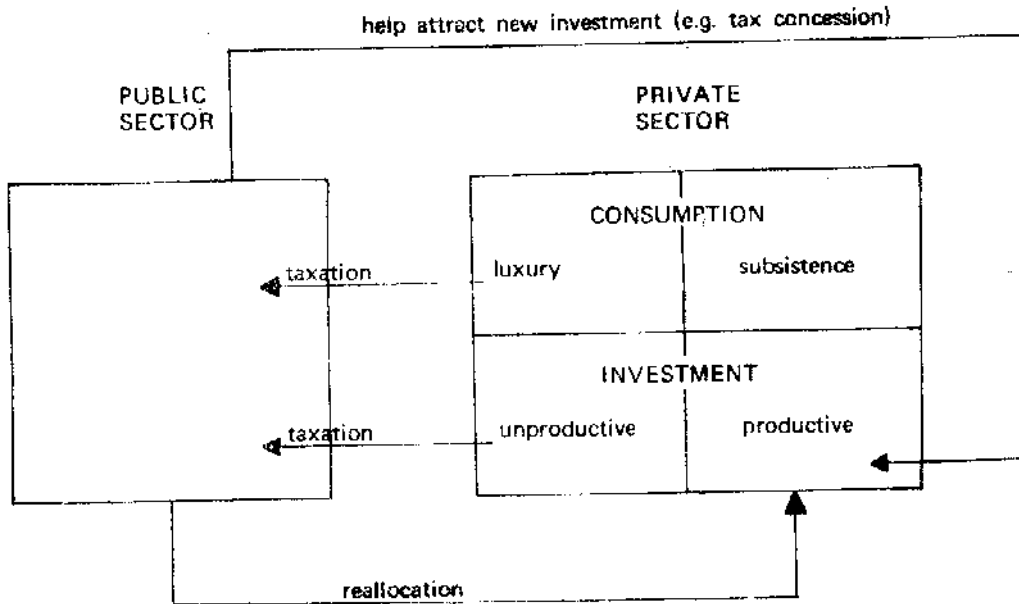 help attract new investment (e.g. tax concession)
PUBLIC
SECTOR
PRIVATE
SECTOR
CONSUMPTION
taxation
luxury
subsistence
INVESTMENT
taxation
unproductive
productive
reallocation